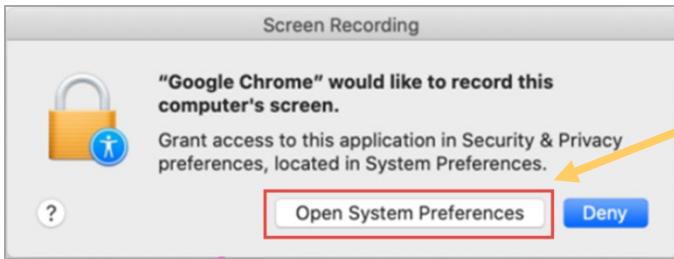 Screen Recording
“Google Chrome” would like to record this
computer's screen.
Grant access to this application in Security & Privacy
preferences, located in System Preferences.
?
Open System Preferences
Deny